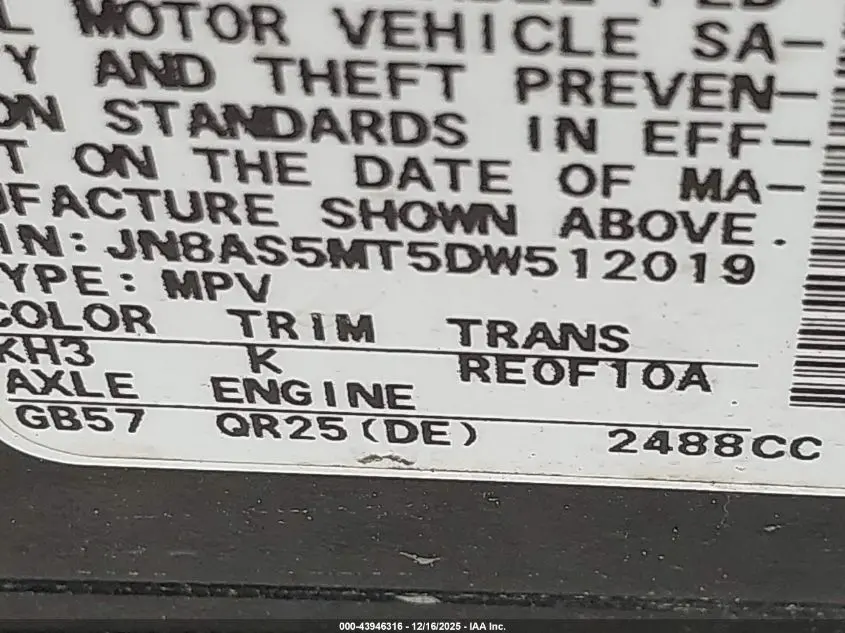 L MOTOR VEHICLE SA-
Y AND THEFT PREVEN-
ON STANDARDS IN EFF-
T ON THE DATE OF MA-
UFACTURE SHOWN ABOVE.
IN: JN8AS5MT5DW512019
YPE: MPV
COLOR TRIM TRANS
KH3 K RE0F10A
AXLE ENGINE
GB57 QR25(DE) 2488CC
000-43946316 - 12/16/2025 - IAA Inc.